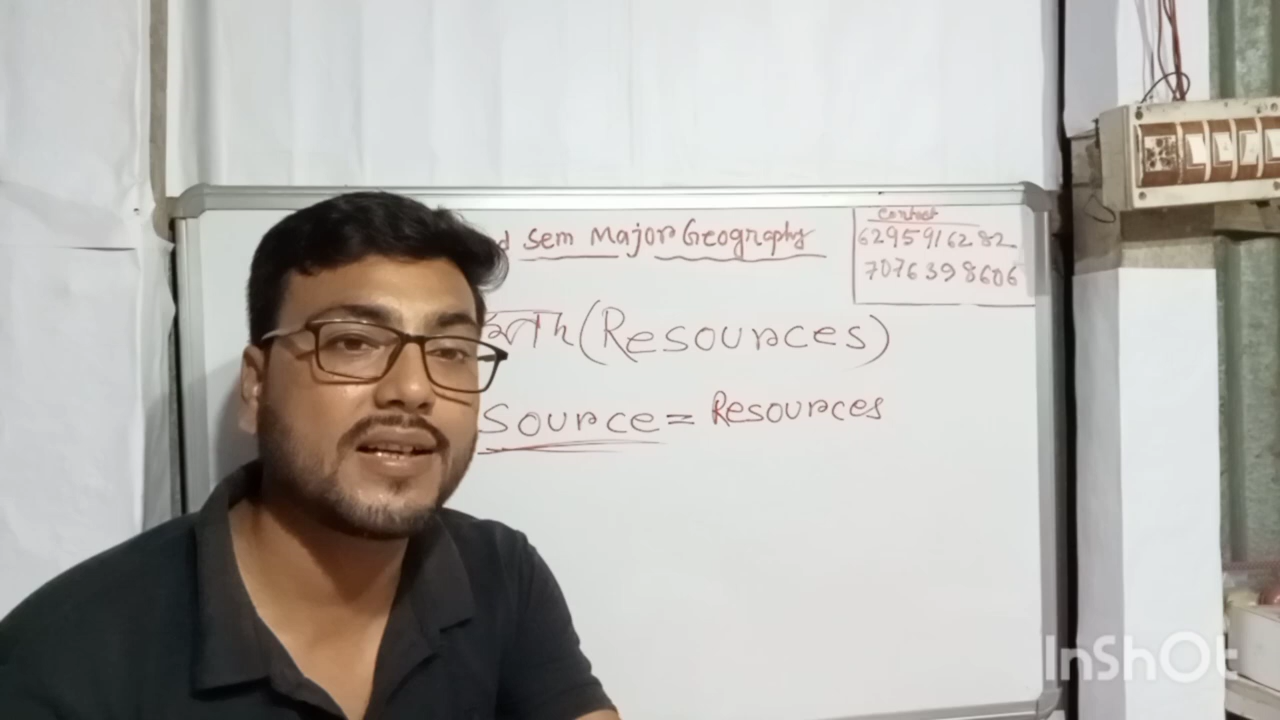 Sem Major Geography
Contact
6295916282
7076398606
(Resources)
Source = Resources
InShOt